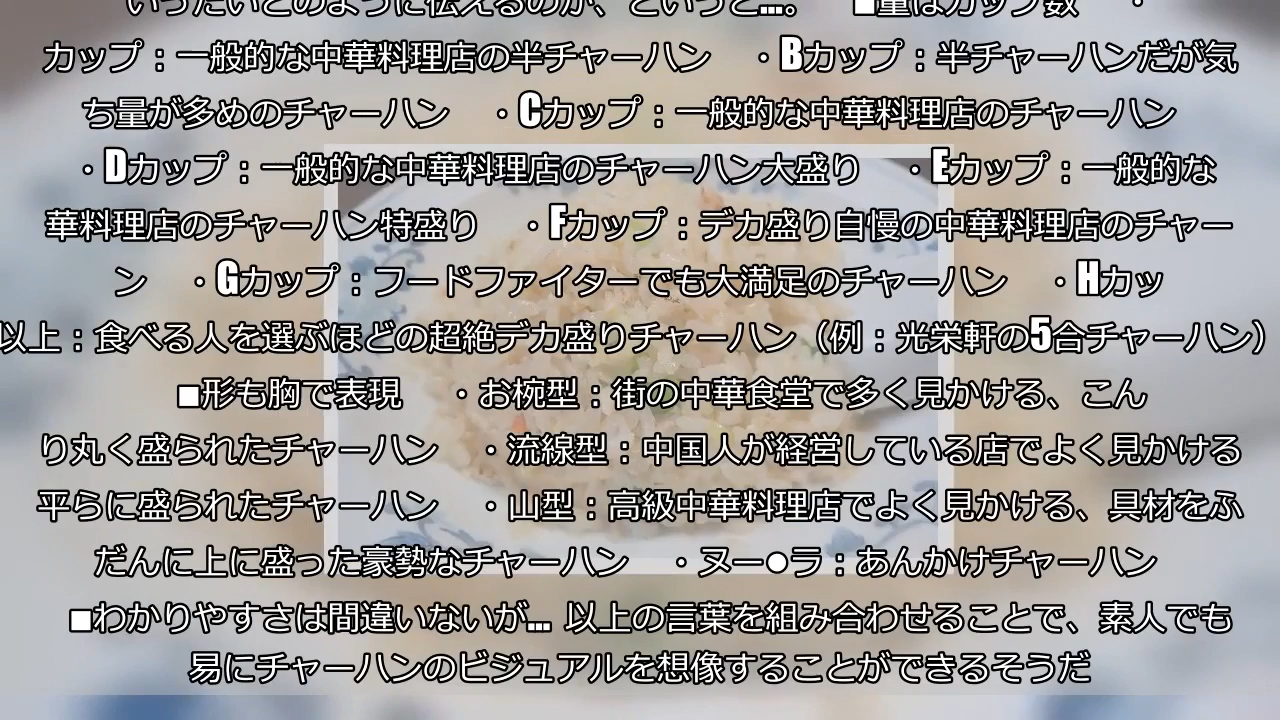 いったいどのように伝えるのか、というと…。　■量はカップ数　・
カップ：一般的な中華料理店の半チャーハン　・Bカップ：半チャーハンだが気
ち量が多めのチャーハン　・Cカップ：一般的な中華料理店のチャーハン
・Dカップ：一般的な中華料理店のチャーハン大盛り　・Eカップ：一般的な
華料理店のチャーハン特盛り　・Fカップ：デカ盛り自慢の中華料理店のチャー
ン　・Gカップ：フードファイターでも大満足のチャーハン　・Hカッ
以上：食べる人を選ぶほどの超絶デカ盛りチャーハン（例：光栄軒の5合チャーハン）
■形も胸で表現　・お椀型：街の中華食堂で多く見かける、こん
り丸く盛られたチャーハン　・流線型：中国人が経営している店でよく見かける
平らに盛られたチャーハン　・山型：高級中華料理店でよく見かける、具材をふ
だんに上に盛った豪勢なチャーハン　・ヌー●ラ：あんかけチャーハン
■わかりやすさは間違いないが… 以上の言葉を組み合わせることで、素人でも
易にチャーハンのビジュアルを想像することができるそうだ